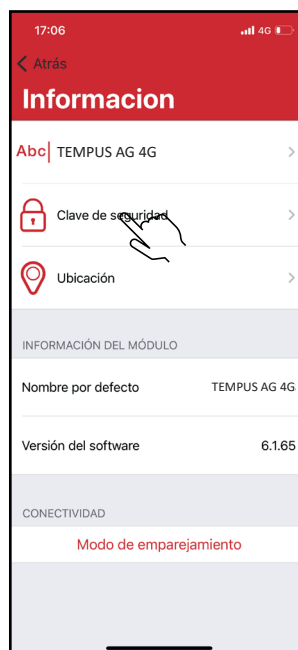 17:06 4G
Atrás
Informacion
Abc TEMPUS AG 4G
Clave de seguridad
Ubicación
INFORMACIÓN DEL MÓDULO
Nombre por defecto TEMPUS AG 4G
Versión del software 6.1.65
CONECTIVIDAD
Modo de emparejamiento